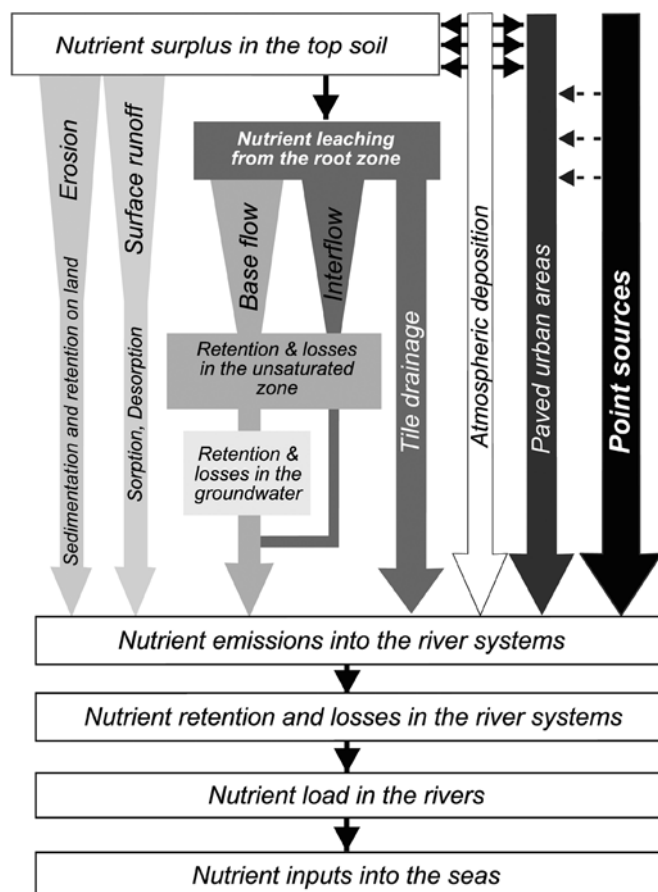 Nutrient surplus in the top soil
Erosion
Sedimentation and retention on land
Surface runoff
Sorption, Desorption
Nutrient leaching
from the root zone
Base flow
Interflow
Retention & losses
in the unsaturated
zone
Retention &
losses in the
groundwater
Tile drainage
Atmospheric deposition
Paved urban areas
Point sources
Nutrient emissions into the river systems
Nutrient retention and losses in the river systems
Nutrient load in the rivers
Nutrient inputs into the seas